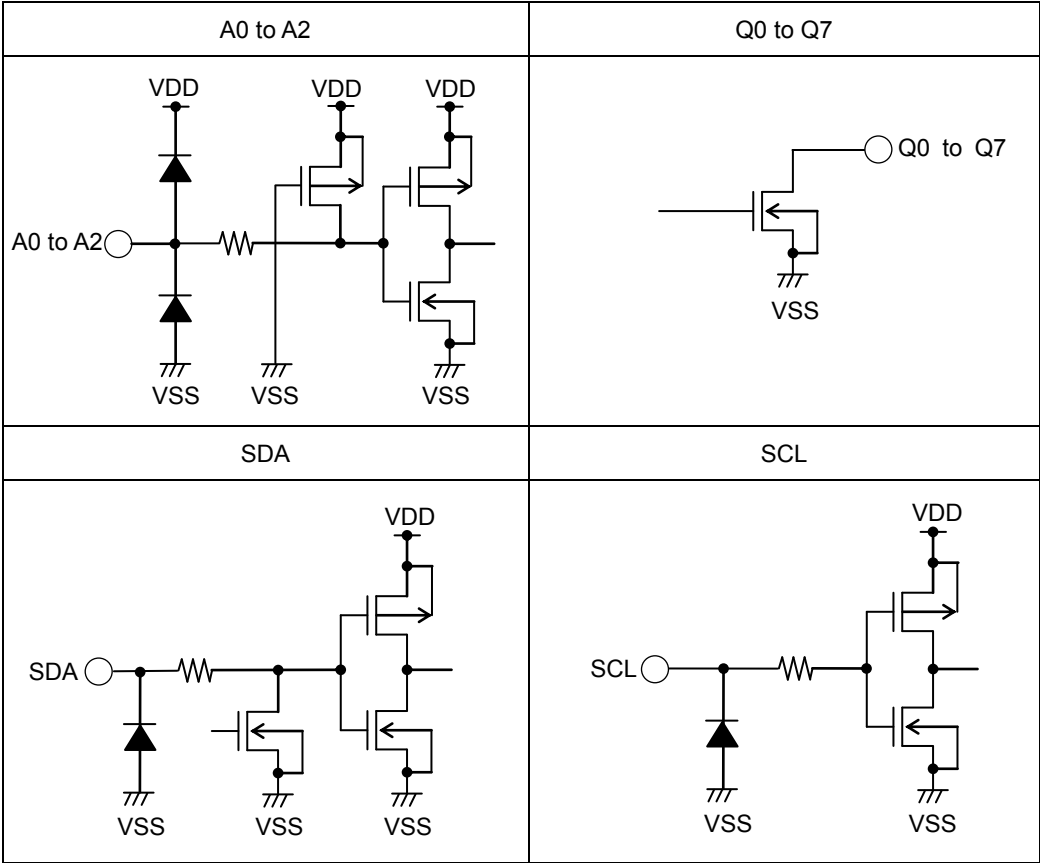 A0 to A2
Q0 to Q7
VDD
VDD
VDD
A0 to A2
VSS
VSS
VSS
Q0 to Q7
VSS
SDA
SCL
VDD
SDA
VSS
VSS
VSS
VDD
SCL
VSS
VSS